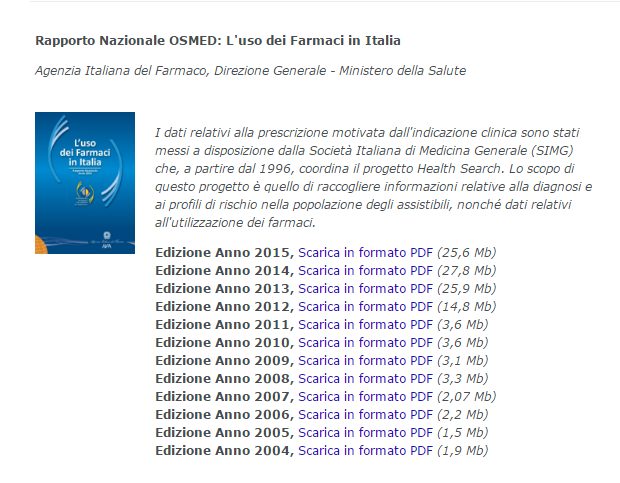 Rapporto Nazionale OSMED: L'uso dei Farmaci in Italia
Agenzia Italiana del Farmaco, Direzione Generale - Ministero della Salute
L'uso
dei Farmaci
in Italia
I dati relativi alla prescrizione motivata dall'indicazione clinica sono stati
messi a disposizione dalla Società Italiana di Medicina Generale (SIMG)
che, a partire dal 1996, coordina il progetto Health Search. Lo scopo di
questo progetto è quello di raccogliere informazioni relative alla diagnosi e
ai profili di rischio nella popolazione degli assistibili, nonché dati relativi
all'utilizzazione dei farmaci.
Edizione Anno 2015, Scarica in formato PDF (25,6 Mb)
Edizione Anno 2014, Scarica in formato PDF (27,8 Mb)
Edizione Anno 2013, Scarica in formato PDF (25,9 Mb)
Edizione Anno 2012, Scarica in formato PDF (14,8 Mb)
Edizione Anno 2011, Scarica in formato PDF (3,6 Mb)
Edizione Anno 2010, Scarica in formato PDF (3,6 Mb)
Edizione Anno 2009, Scarica in formato PDF (3,1 Mb)
Edizione Anno 2008, Scarica in formato PDF (3,3 Mb)
Edizione Anno 2007, Scarica in formato PDF (2,07 Mb)
Edizione Anno 2006, Scarica in formato PDF (2,2 Mb)
Edizione Anno 2005, Scarica in formato PDF (1,5 Mb)
Edizione Anno 2004, Scarica in formato PDF (1,9 Mb)